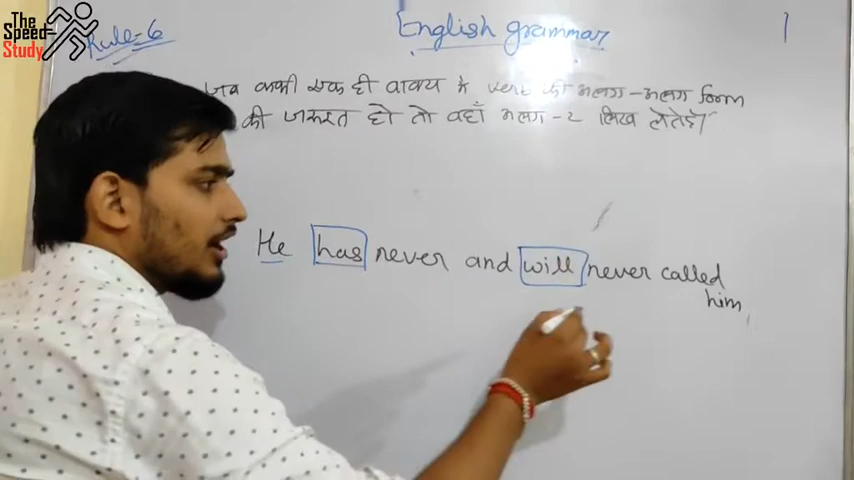 The
Speed
Study
Rule-6
English grammar
जब कभी एक ही वाक्य मे verb की अलग-अलग form
की जरूरत हो तो वहाँ अलग-2 लिख लेते है।
He has never and will never called
him